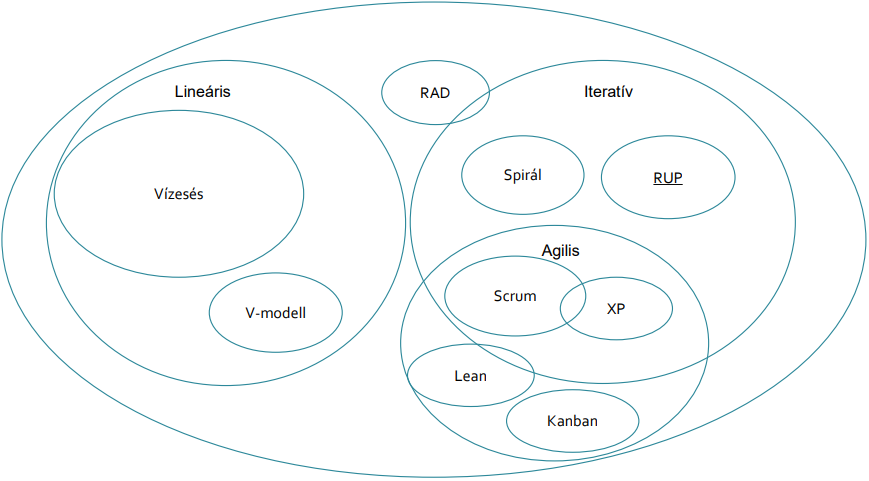 Lineáris
RAD
Iteratív
Vízesés
Spirál
RUP
Agilis
V-modell
Scrum
XP
Lean
Kanban